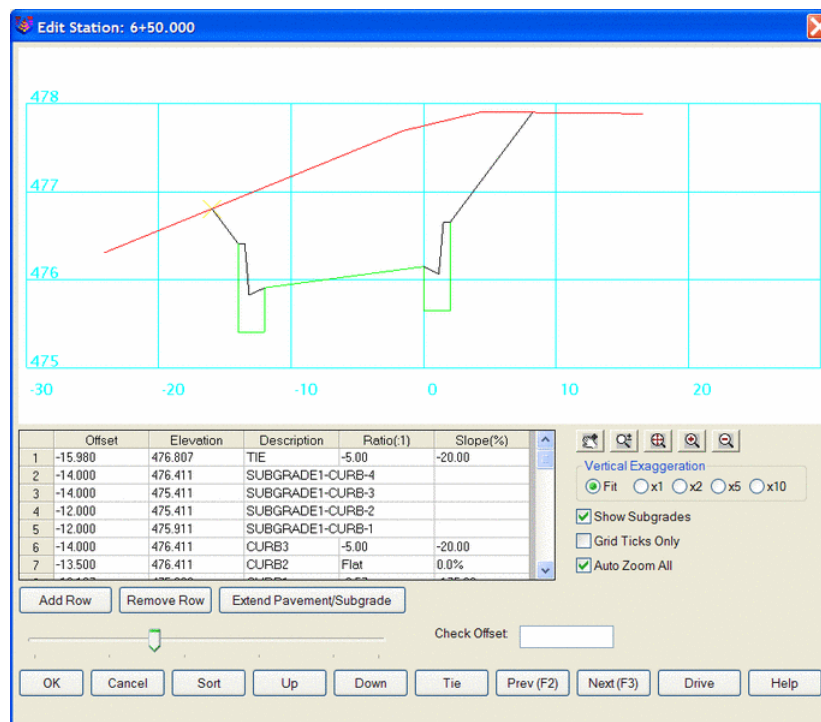 Edit Station: 6+50.000
478
477
476
475
-30 -20 -10 0 10 20
Offset Elevation Description Ratio(:1) Slope(%)
1 -15.980 476.807 TIE -5.00 -20.00
2 -14.000 476.411 SUBGRADE1-CURB-4
3 -14.000 475.411 SUBGRADE1-CURB-3
4 -12.000 475.411 SUBGRADE1-CURB-2
5 -12.000 475.911 SUBGRADE1-CURB-1
6 -14.000 476.411 CURB3 -5.00 -20.00
7 -13.500 476.411 CURB2 Flat 0.0%
Vertical Exaggeration
Fit x1 x2 x5 x10
Show Subgrades
Grid Ticks Only
Auto Zoom All
Add Row Remove Row Extend Pavement/Subgrade
Check Offset:
OK Cancel Sort Up Down Tie Prev (F2) Next (F3) Drive Help